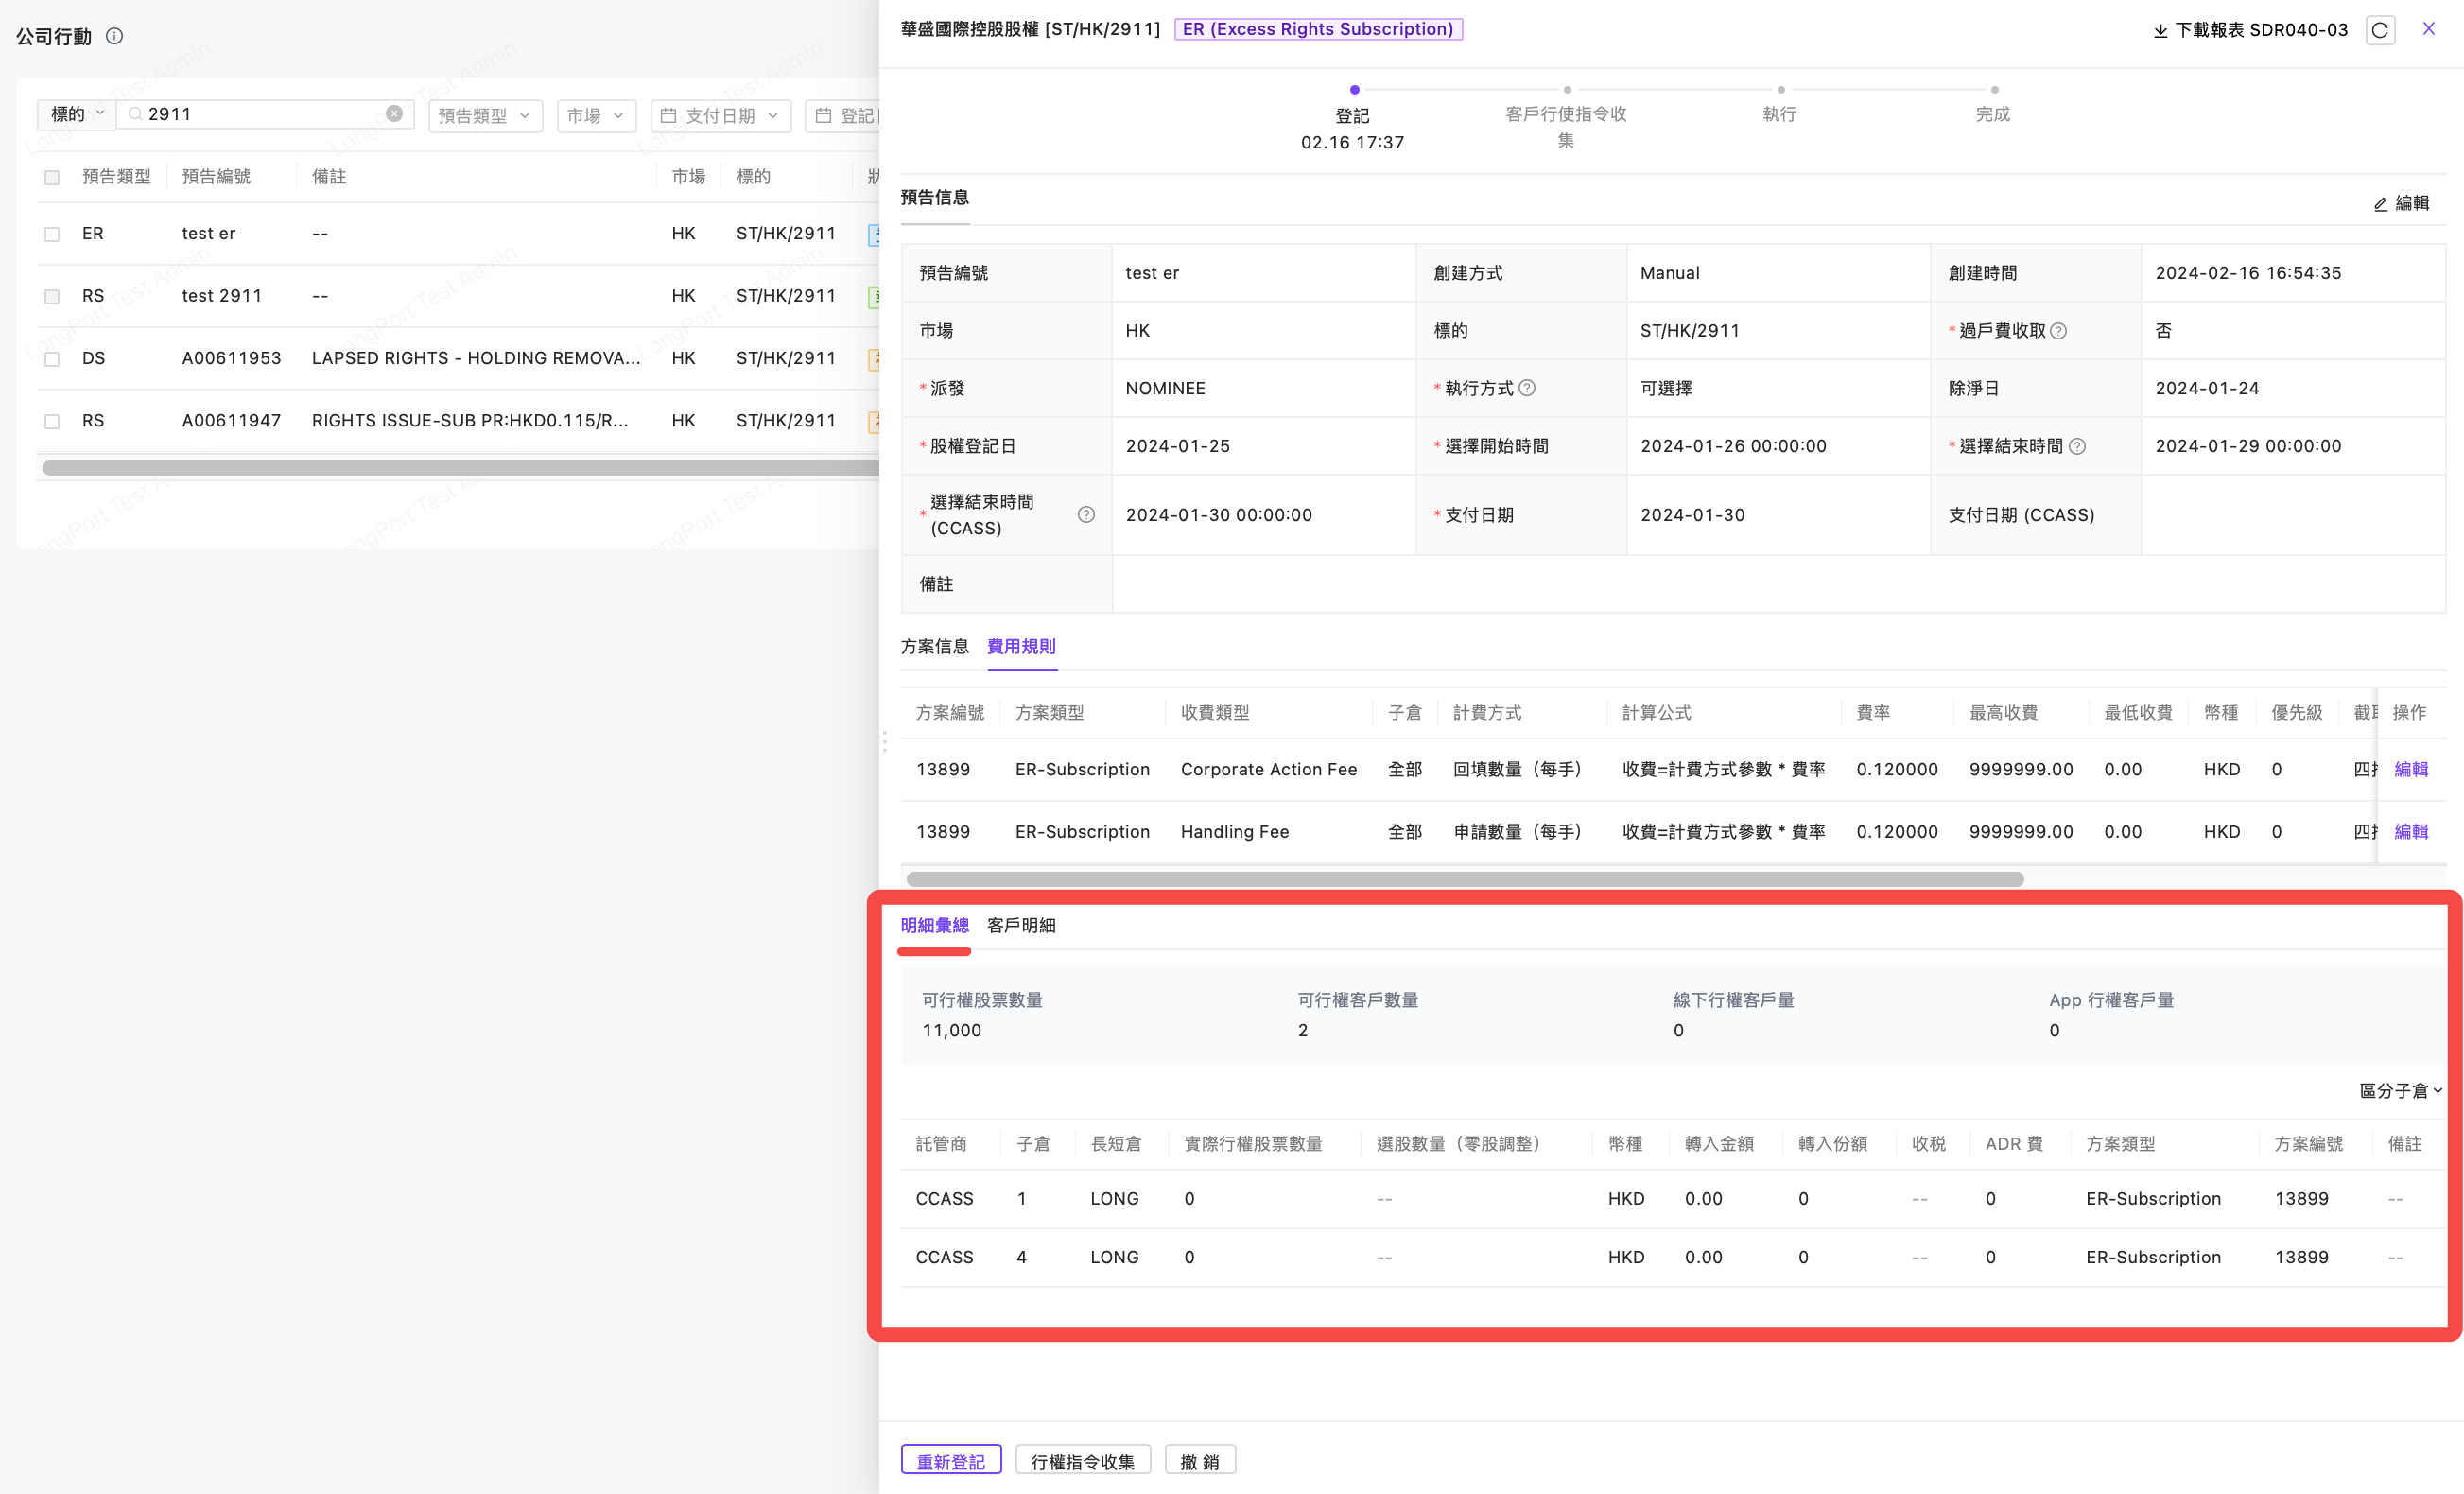 公司行動
標的 2911 預告類型 市場 支付日期 登記
預告類型 預告編號 備註 市場 標的
ER test er -- HK ST/HK/2911
RS test 2911 -- HK ST/HK/2911
DS A00611953 LAPSED RIGHTS - HOLDING REMOVA... HK ST/HK/2911
RS A00611947 RIGHTS ISSUE-SUB PR:HKD0.115/R... HK ST/HK/2911
LongPort Test Admin
華盛國際控股股權 [ST/HK/2911] ER (Excess Rights Subscription) 下載報表 SDR040-03
登記 客戶行使指令收 執行 完成
02.16 17:37 集
預告信息 編輯
預告編號 test er 創建方式 Manual 創建時間 2024-02-16 16:54:35
市場 HK 標的 ST/HK/2911 * 過戶費收取 否
* 派發 NOMINEE * 執行方式 可選擇 除淨日 2024-01-24
* 股權登記日 2024-01-25 * 選擇開始時間 2024-01-26 00:00:00 * 選擇結束時間 2024-01-29 00:00:00
* 選擇結束時間 (CCASS) 2024-01-30 00:00:00 * 支付日期 2024-01-30 支付日期 (CCASS)
備註
方案信息 費用規則
方案編號 方案類型 收費類型 子倉 計費方式 計算公式 費率 最高收費 最低收費 幣種 優先級 操作
13899 ER-Subscription Corporate Action Fee 全部 回填數量（每手） 收費=計費方式參數 * 費率 0.120000 9999999.00 0.00 HKD 0 四 編輯
13899 ER-Subscription Handling Fee 全部 申請數量（每手） 收費=計費方式參數 * 費率 0.120000 9999999.00 0.00 HKD 0 四 編輯
明細彙總 客戶明細
可行權股票數量 可行權客戶數量 線下行權客戶量 App 行權客戶量
11,000 2 0 0
區分子倉
託管商 子倉 長短倉 實際行權股票數量 選股數量（零股調整） 幣種 轉入金額 轉入份額 收税 ADR 費 方案類型 方案編號 備註
CCASS 1 LONG 0 -- HKD 0.00 0 -- 0 ER-Subscription 13899 --
CCASS 4 LONG 0 -- HKD 0.00 0 -- 0 ER-Subscription 13899 --
重新登記 行權指令收集 撤 銷